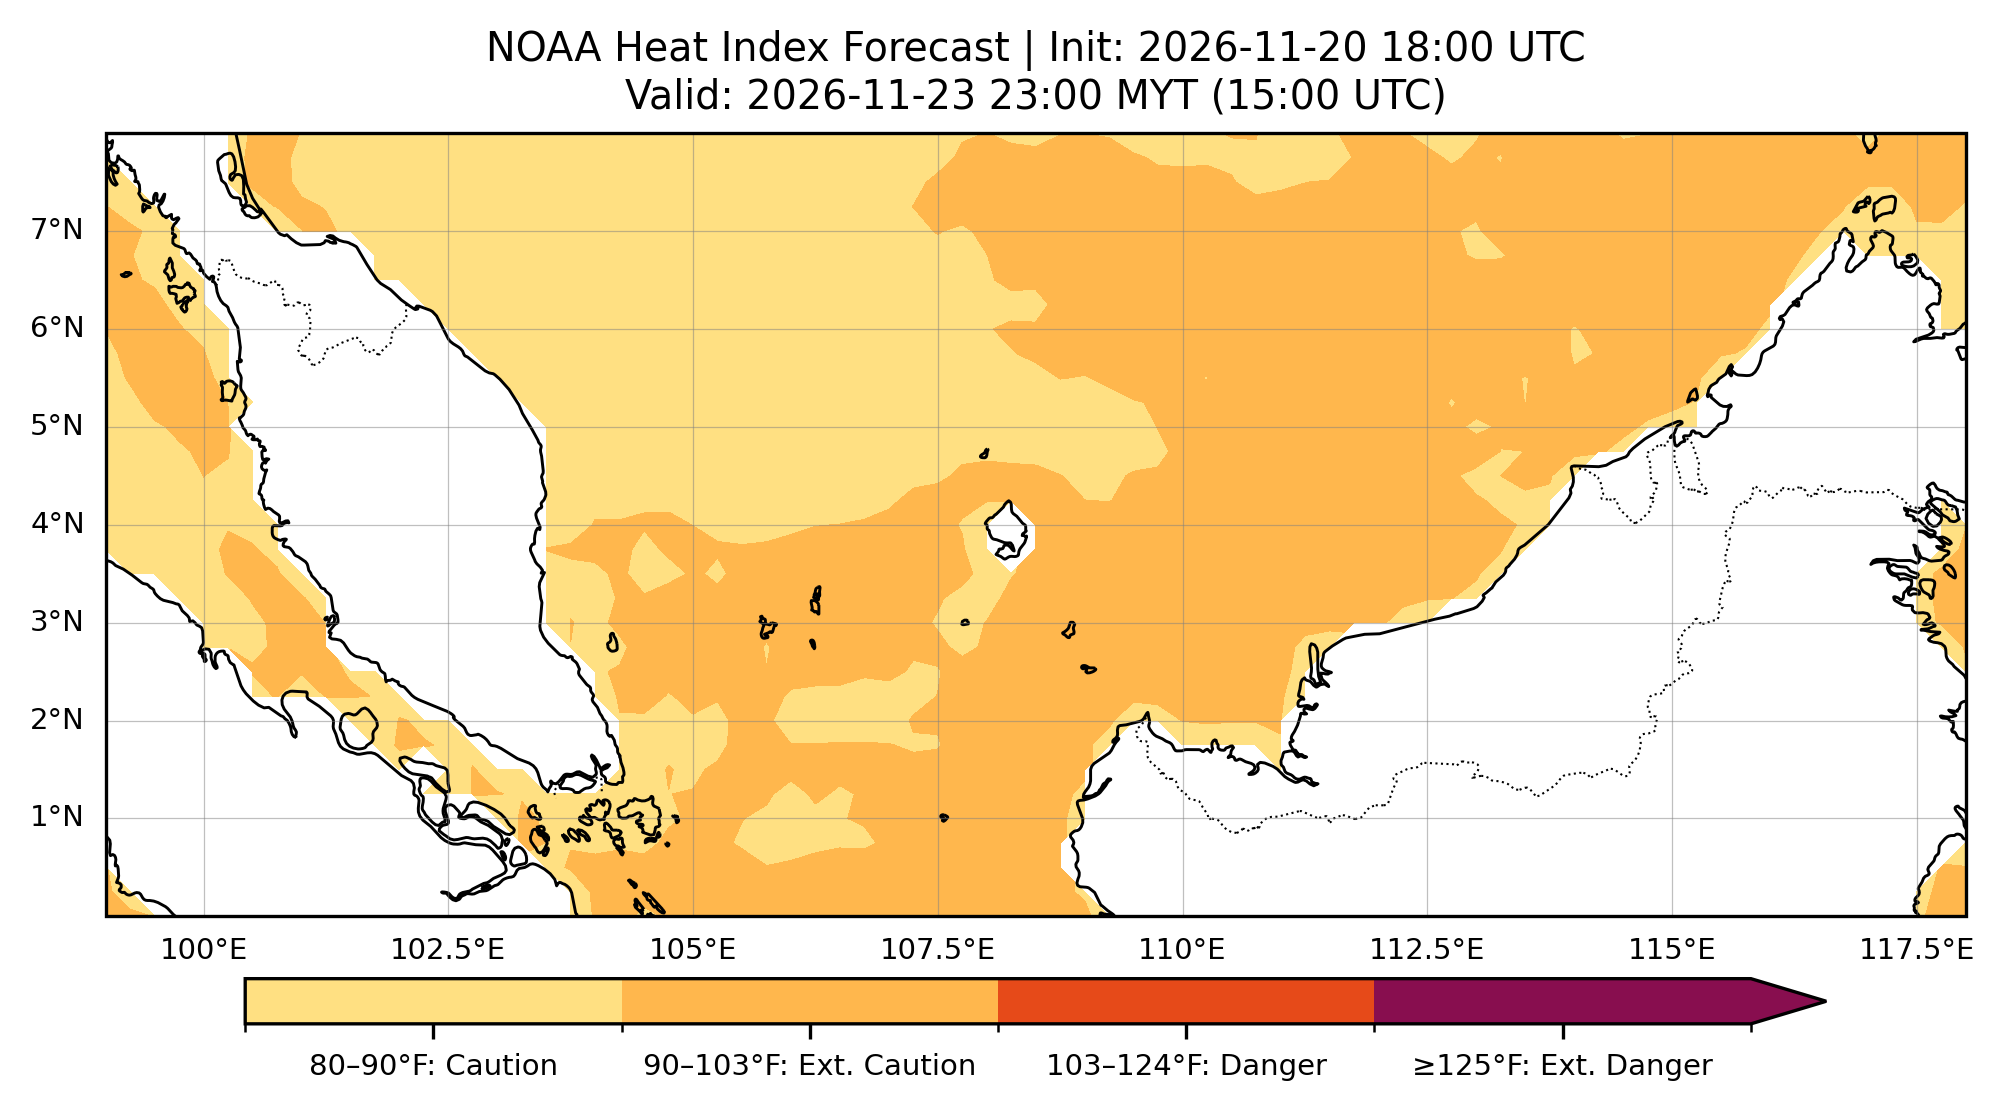 NOAA Heat Index Forecast | Init: 2026-11-20 18:00 UTC
Valid: 2026-11-23 23:00 MYT (15:00 UTC)
7°N
6°N
5°N
4°N
3°N
2°N
1°N
100°E 102.5°E 105°E 107.5°E 110°E 112.5°E 115°E 117.5°E
80–90°F: Caution 90–103°F: Ext. Caution 103–124°F: Danger ≥125°F: Ext. Danger